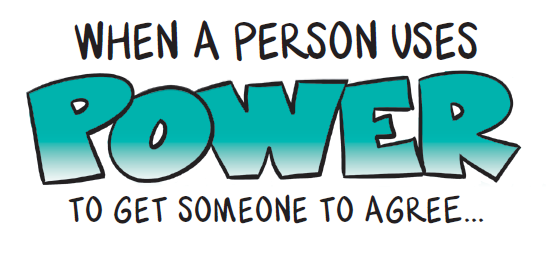 WHEN A PERSON USES
POWER
TO GET SOMEONE TO AGREE...